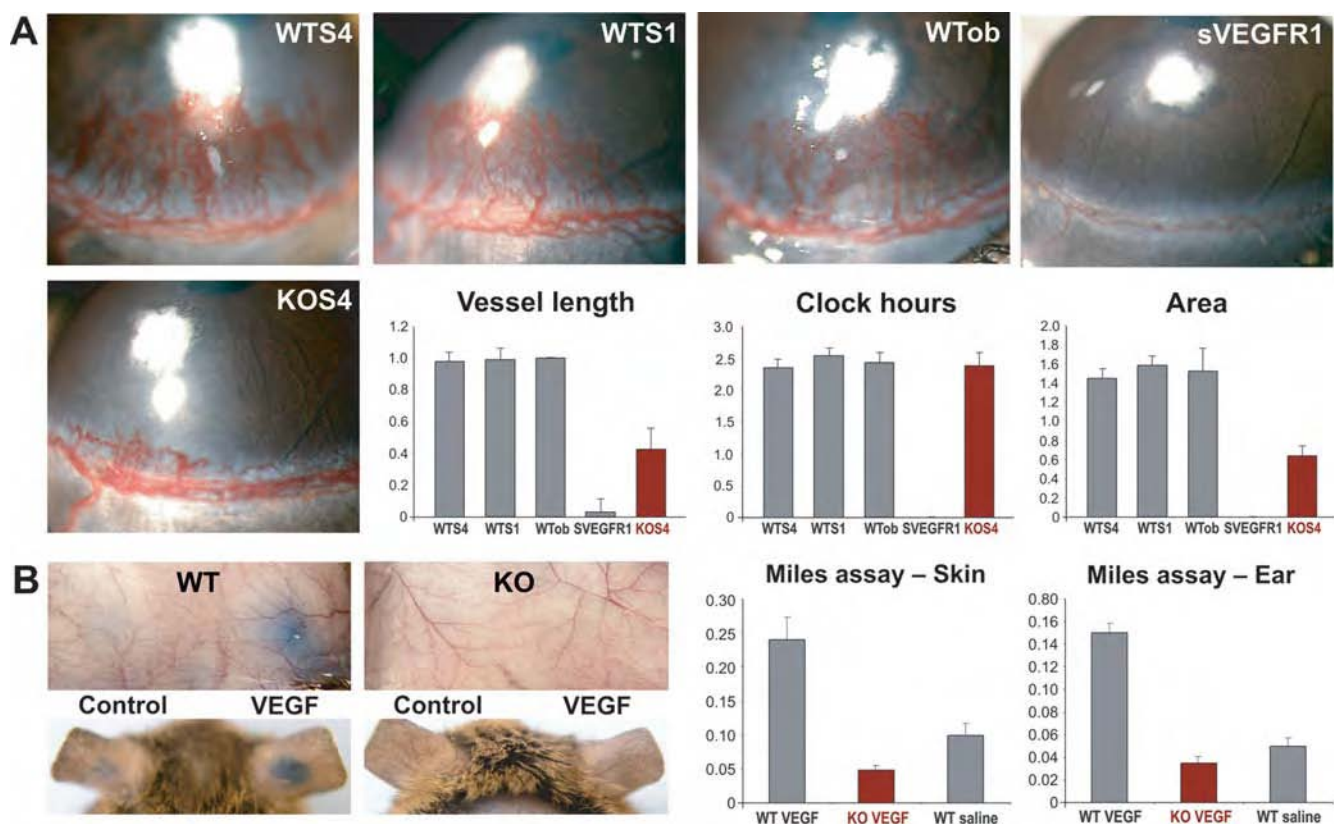 A
WTS4
WTS1
WTob
sVEGFR1
KOS4
Vessel length
1.2
1.0
0.8
0.6
0.4
0.2
0
WTS4 WTS1 WTob SVEGFR1 KOS4
Clock hours
3.0
2.5
2.0
2.5
1.0
0.5
0.0
WTS4 WTS1 WTob SVEGFR1 KOS4
Area
2.0
1.8
1.6
1.4
1.2
1.0
0.8
0.6
0.4
0.2
0
WTS4 WTS1 WTob SVEGFR1 KOS4
B
WT
KO
Control VEGF
Control VEGF
Miles assay – Skin
0.30
0.25
0.20
0.15
0.10
0.05
0
WT VEGF KO VEGF WT saline
Miles assay – Ear
0.80
0.16
0.14
0.12
0.10
0.08
0.06
0.04
0.02
0
WT VEGF KO VEGF WT saline